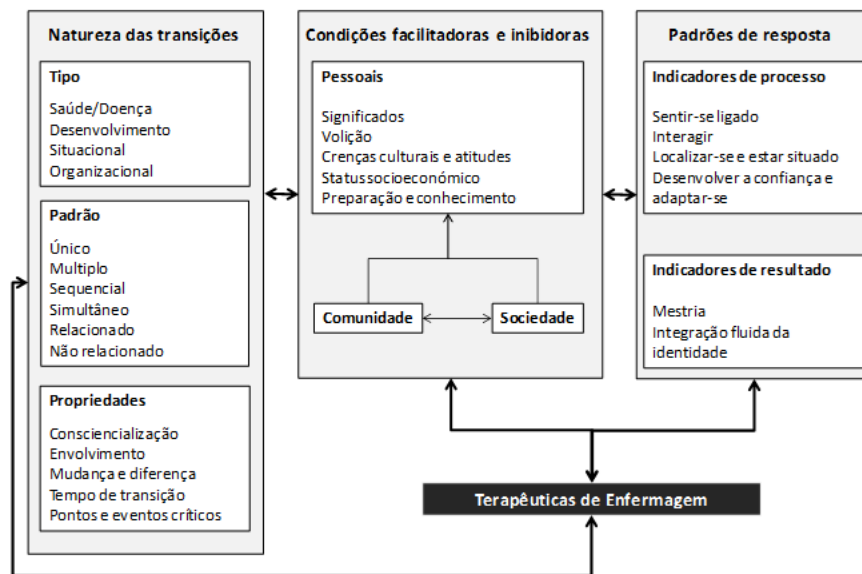 Natureza das transições
Tipo
Saúde/Doença
Desenvolvimento
Situacional
Organizacional
Padrão
Único
Multiplo
Sequencial
Simultâneo
Relacionado
Não relacionado
Propriedades
Consciencialização
Envolvimento
Mudança e diferença
Tempo de transição
Pontos e eventos críticos
Condições facilitadoras e inibidoras
Pessoais
Significados
Volição
Crenças culturais e atitudes
Status socioeconómico
Preparação e conhecimento
Comunidade
Sociedade
Padrões de resposta
Indicadores de processo
Sentir-se ligado
Interagir
Localizar-se e estar situado
Desenvolver a confiança e
adaptar-se
Indicadores de resultado
Mestria
Integração fluida da
identidade
Terapêuticas de Enfermagem